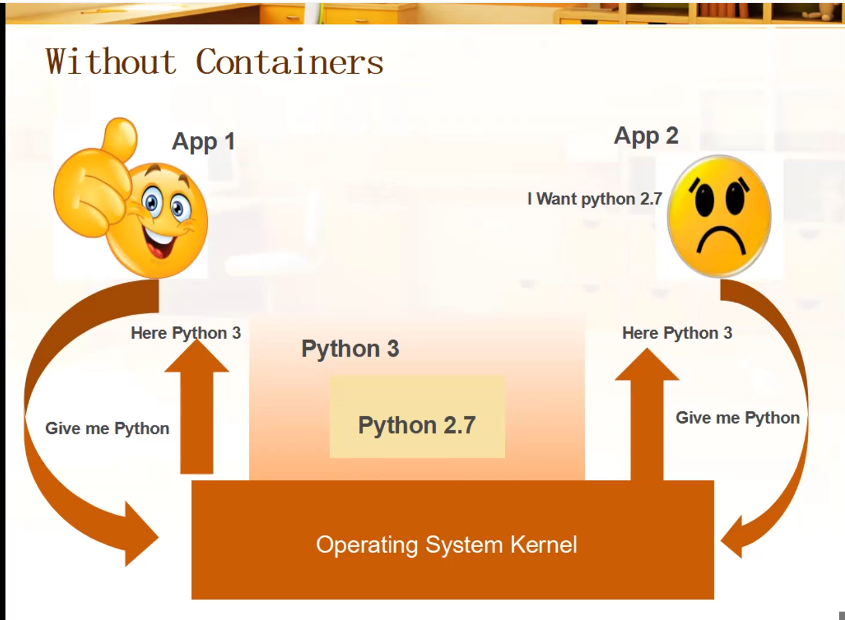 Without Containers
App 1
App 2
I Want python 2.7
Here Python 3
Python 3
Here Python 3
Python 2.7
Give me Python
Give me Python
Operating System Kernel